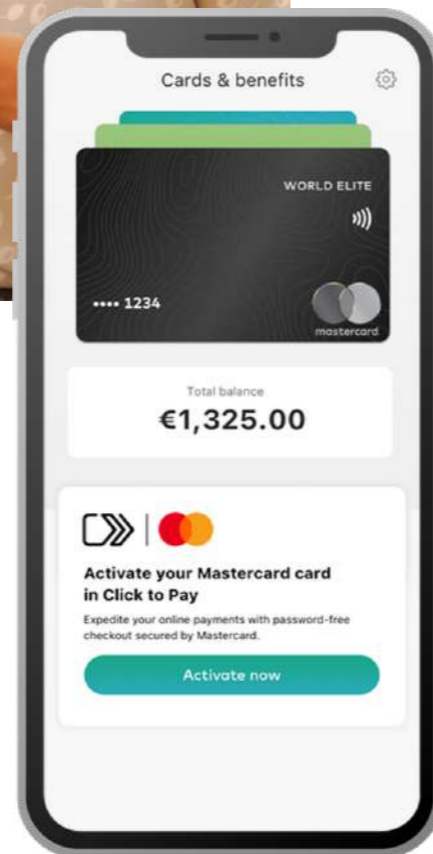 Cards & benefits
WORLD ELITE
•••• 1234
mastercard
Total balance
€1,325.00
Activate your Mastercard card
in Click to Pay
Expedite your online payments with password-free
checkout secured by Mastercard.
Activate now